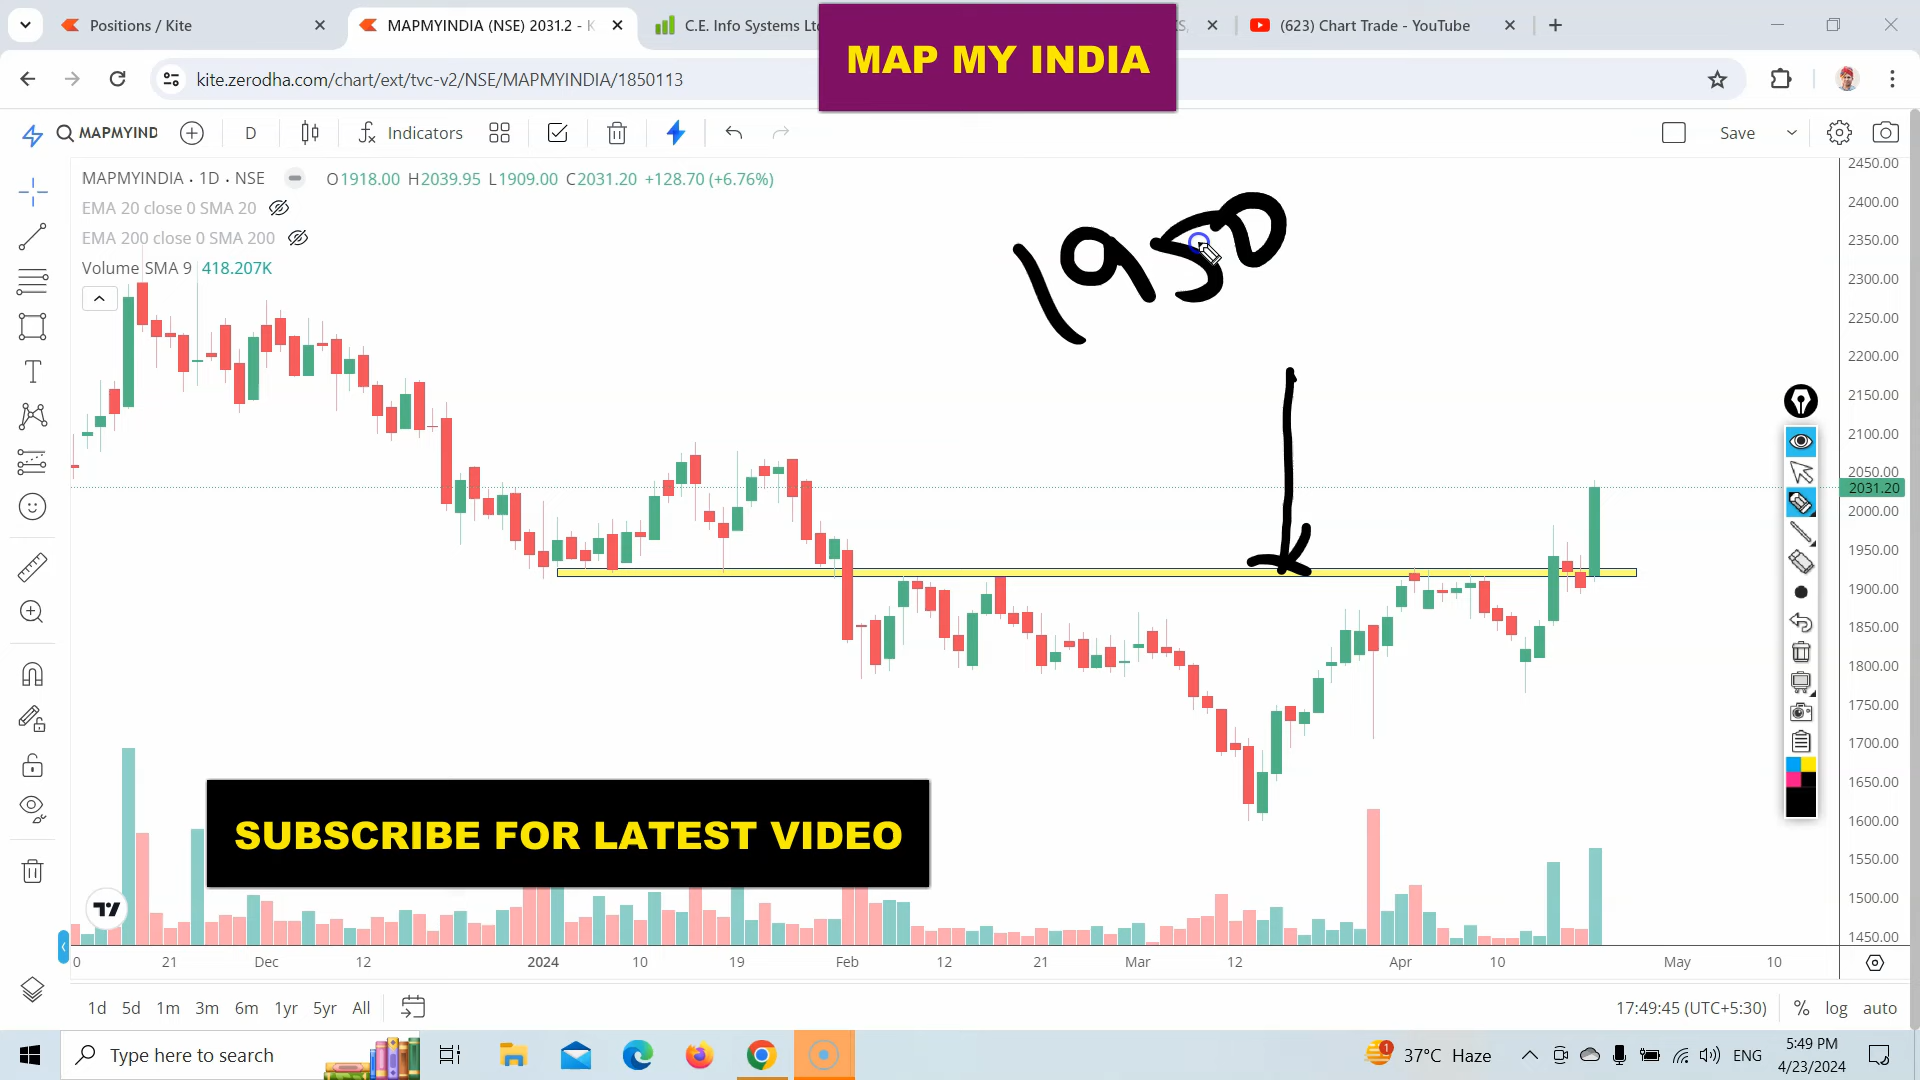 Positions / Kite
MAPMYINDIA (NSE) 2031.2 - K
C.E. Info Systems Lt
(623) Chart Trade - YouTube
MAP MY INDIA
kite.zerodha.com/chart/ext/tvc-v2/NSE/MAPMYINDIA/1850113
MAPMYIND
D
Indicators
Save
MAPMYINDIA · 1D · NSE
O1918.00 H2039.95 L1909.00 C2031.20 +128.70 (+6.76%)
EMA 20 close 0 SMA 20
EMA 200 close 0 SMA 200
Volume SMA 9 418.207K
1950
2450.00
2400.00
2350.00
2300.00
2250.00
2200.00
2150.00
2100.00
2050.00
2031.20
2000.00
1950.00
1900.00
1850.00
1800.00
1750.00
1700.00
1650.00
1600.00
1550.00
1500.00
1450.00
SUBSCRIBE FOR LATEST VIDEO
0 21 Dec 12 2024 10 19 Feb 12 21 Mar 12 Apr 10 May 10
1d 5d 1m 3m 6m 1yr 5yr All
17:49:45 (UTC+5:30) % log auto
Type here to search
1
37°C Haze
ENG
5:49 PM
4/23/2024